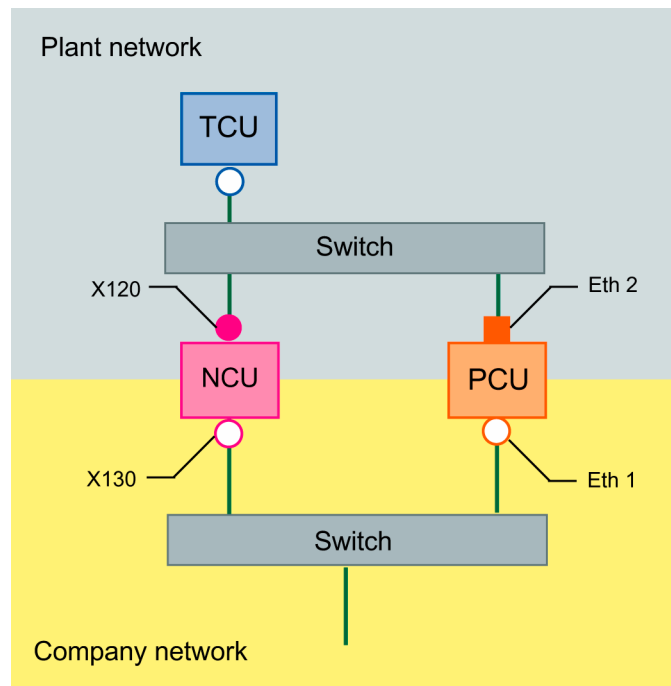 Plant network
TCU
Switch
X120
Eth 2
NCU
PCU
X130
Eth 1
Switch
Company network